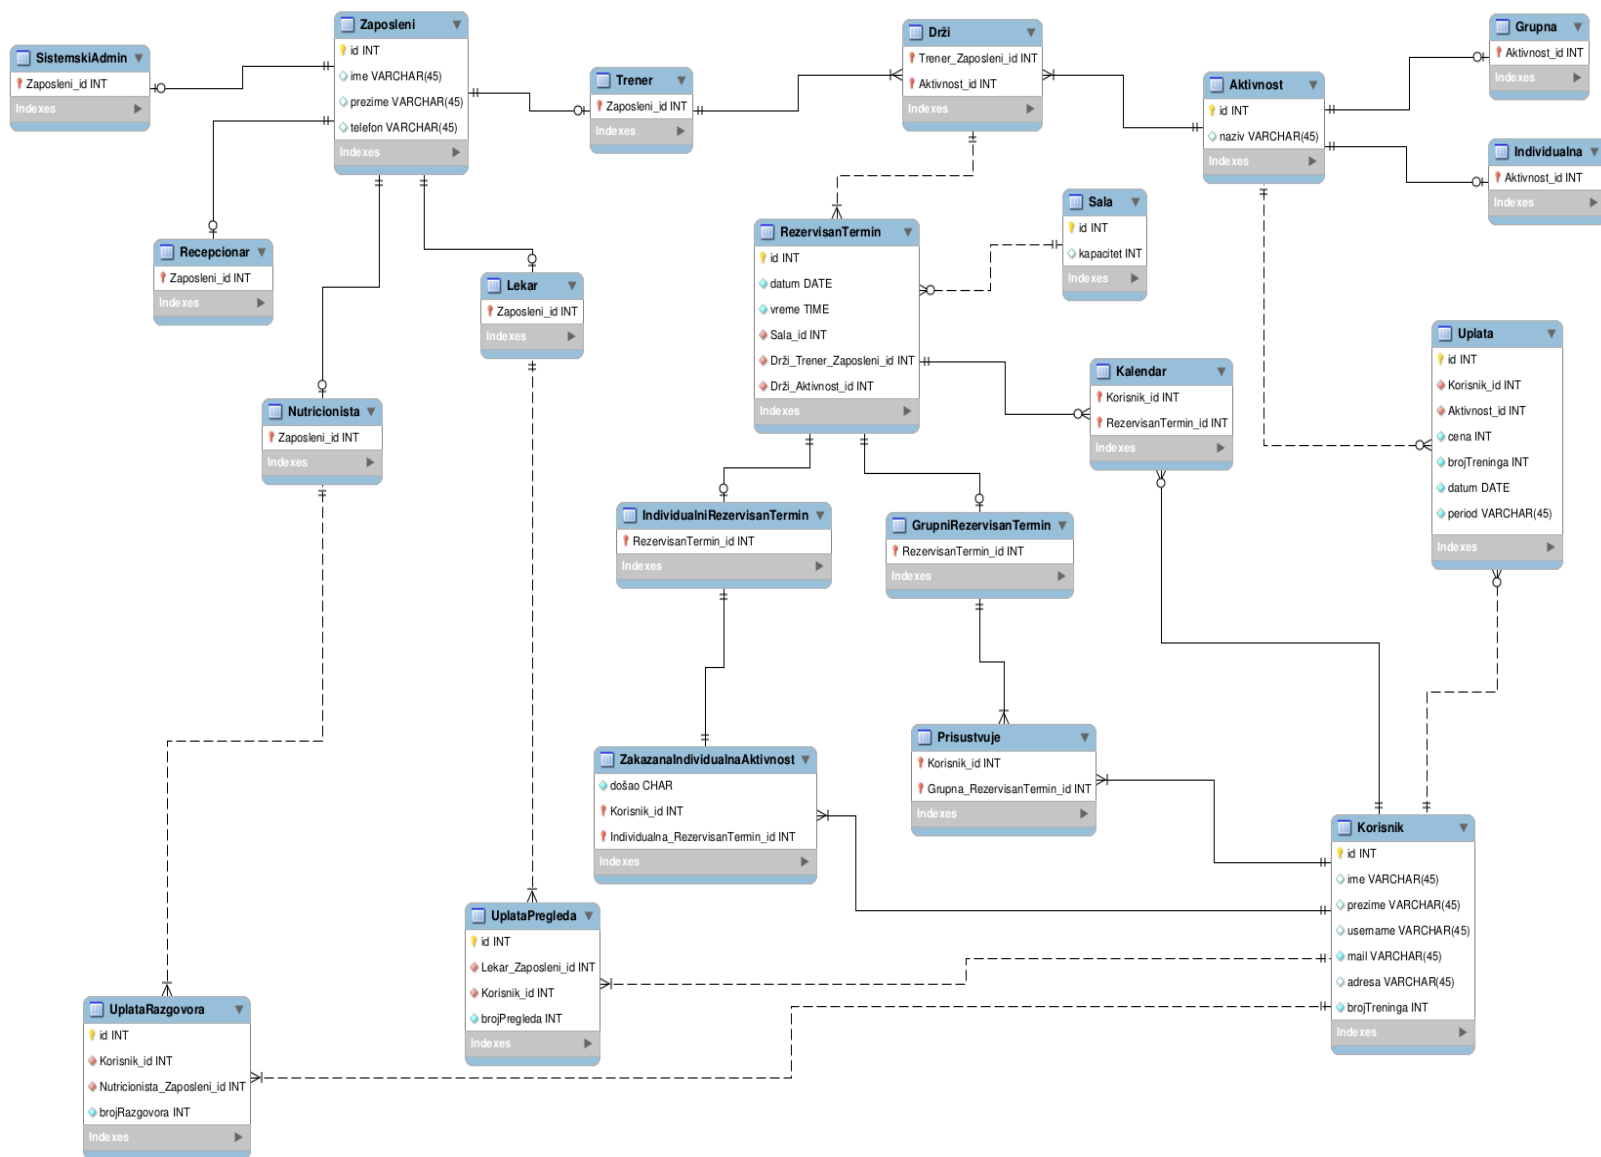 Zaposleni
id INT
ime VARCHAR(45)
prezime VARCHAR(45)
telefon VARCHAR(45)
Indexes
SistemskiAdmin
Zaposleni_id INT
Indexes
Trener
Zaposleni_id INT
Indexes
Drži
Trener_Zaposleni_id INT
Aktivnost_id INT
Indexes
Aktivnost
id INT
naziv VARCHAR(45)
Indexes
Grupna
Aktivnost_id INT
Indexes
Individualna
Aktivnost_id INT
Indexes
Recepcionar
Zaposleni_id INT
Indexes
Lekar
Zaposleni_id INT
Indexes
RezervisanTermin
id INT
datum DATE
vreme TIME
Sala_id INT
Drži_Trener_Zaposleni_id INT
Drži_Aktivnost_id INT
Indexes
Sala
id INT
kapacitet INT
Indexes
Kalendar
Korisnik_id INT
RezervisanTermin_id INT
Indexes
Uplata
id INT
Korisnik_id INT
Aktivnost_id INT
cena INT
brojTreninga INT
datum DATE
period VARCHAR(45)
Indexes
Nutricionista
Zaposleni_id INT
Indexes
IndividualniRezervisanTermin
RezervisanTermin_id INT
Indexes
GrupniRezervisanTermin
RezervisanTermin_id INT
Indexes
ZakazanaIndividualnaAktivnost
došao CHAR
Korisnik_id INT
Individualna_RezervisanTermin_id INT
Indexes
Prisustvuje
Korisnik_id INT
Grupna_RezervisanTermin_id INT
Indexes
Korisnik
id INT
ime VARCHAR(45)
prezime VARCHAR(45)
username VARCHAR(45)
mail VARCHAR(45)
adresa VARCHAR(45)
brojTreninga INT
Indexes
UplataPregleda
id INT
Lekar_Zaposleni_id INT
Korisnik_id INT
brojPregleda INT
Indexes
UplataRazgovora
id INT
Korisnik_id INT
Nutricionista_Zaposleni_id INT
brojRazgovora INT
Indexes